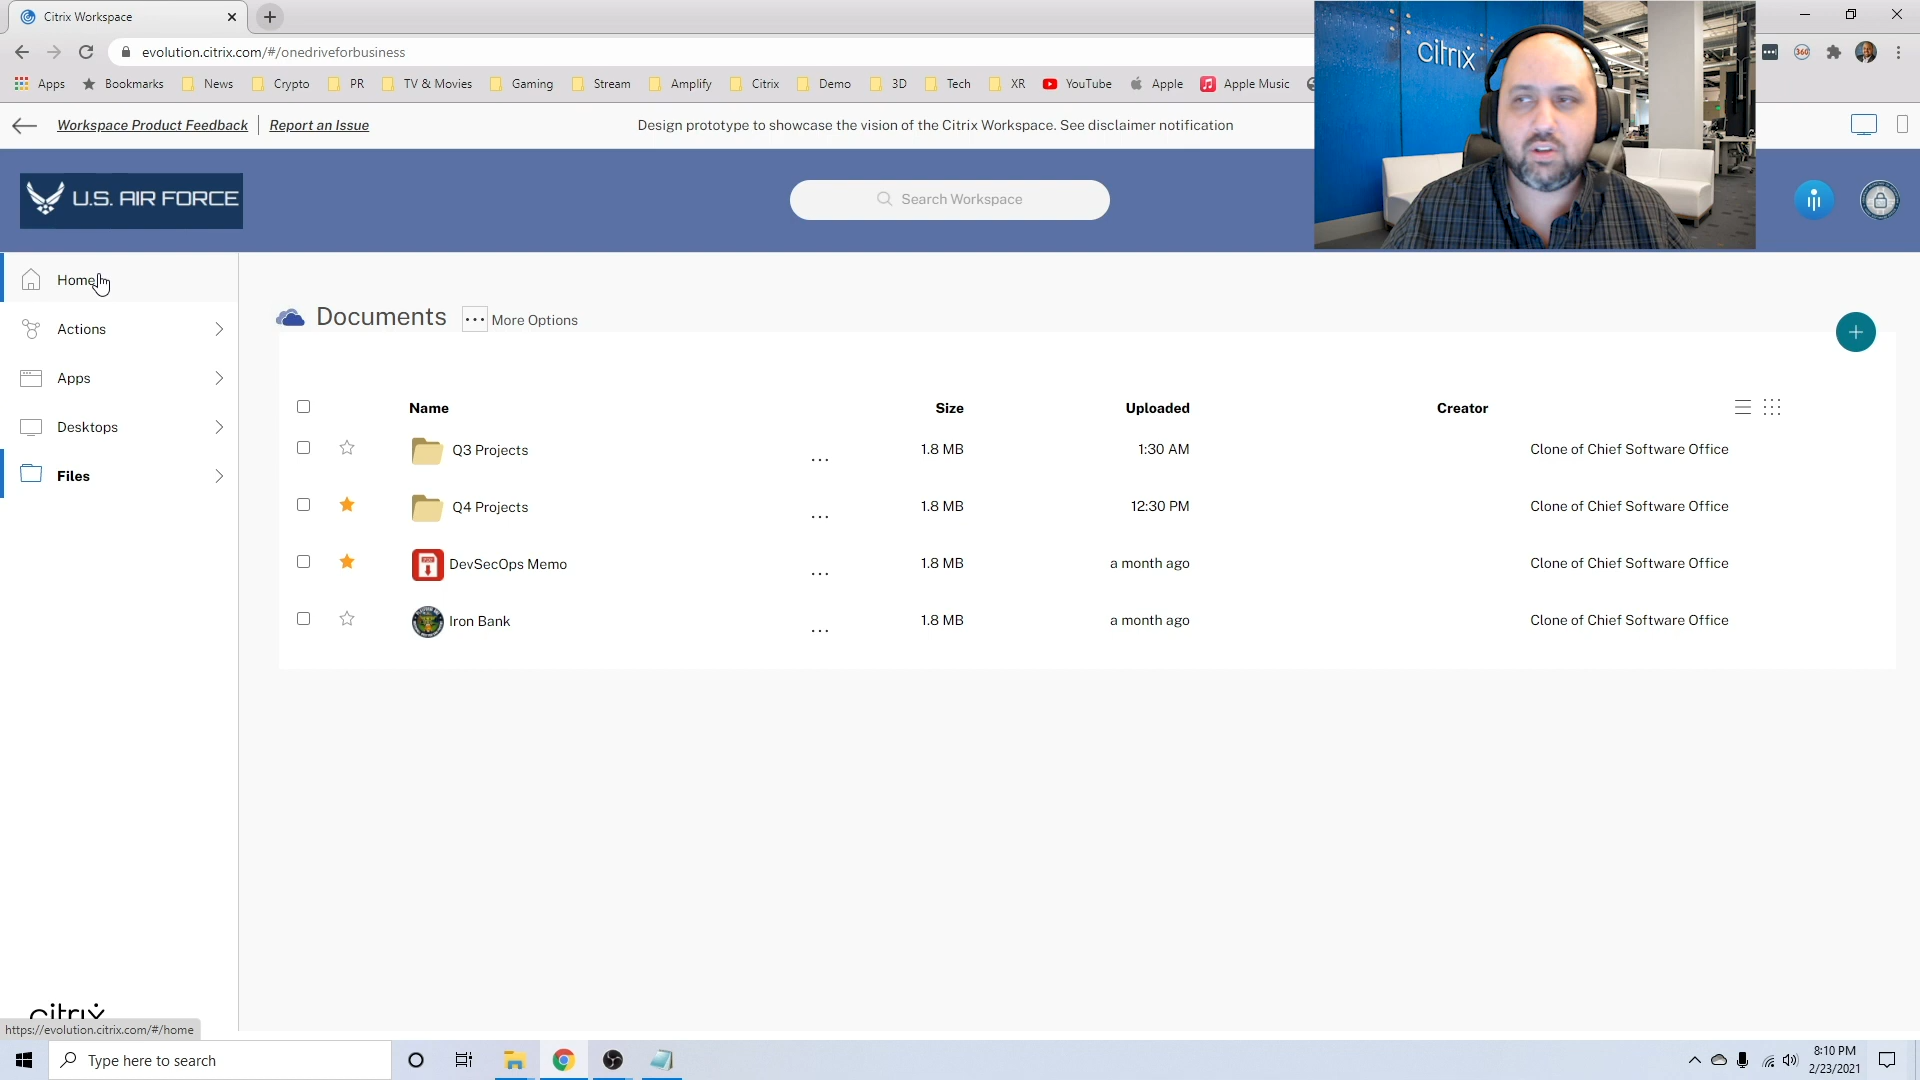 Citrix Workspace
evolution.citrix.com/#/onedriveforbusiness
360
Apps Bookmarks News Crypto PR TV & Movies Gaming Stream Amplify Citrix Demo 3D Tech XR YouTube Apple Apple Music
citrix
Workspace Product Feedback Report an Issue Design prototype to showcase the vision of the Citrix Workspace. See disclaimer notification
U.S. AIR FORCE
Search Workspace
Home
Actions
Apps
Desktops
Files
Documents ... More Options
Name Size Uploaded Creator
Q3 Projects ... 1.8 MB 1:30 AM Clone of Chief Software Office
Q4 Projects ... 1.8 MB 12:30 PM Clone of Chief Software Office
DevSecOps Memo ... 1.8 MB a month ago Clone of Chief Software Office
Iron Bank ... 1.8 MB a month ago Clone of Chief Software Office
citrix
https://evolution.citrix.com/#/home
Type here to search
8:10 PM
2/23/2021